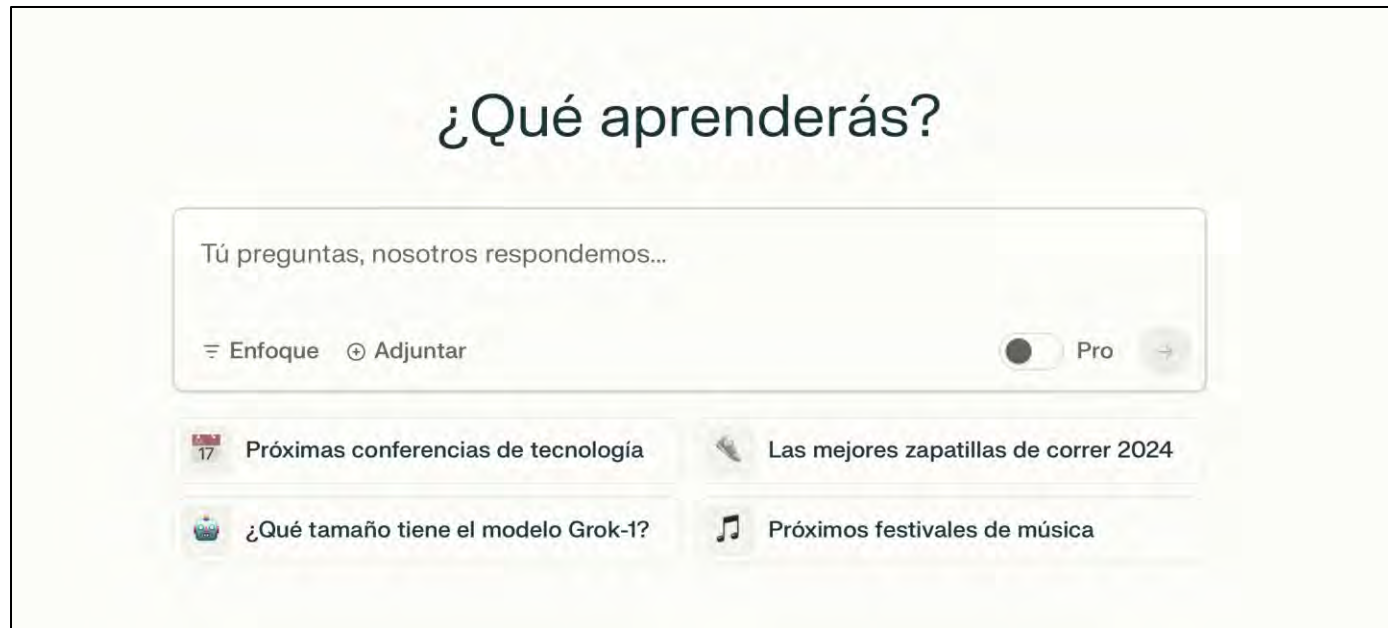 ¿Qué aprenderás?
Tú preguntas, nosotros respondemos...
Enfoque Adjuntar Pro
17 Próximas conferencias de tecnología
Las mejores zapatillas de correr 2024
¿Qué tamaño tiene el modelo Grok-1?
Próximos festivales de música